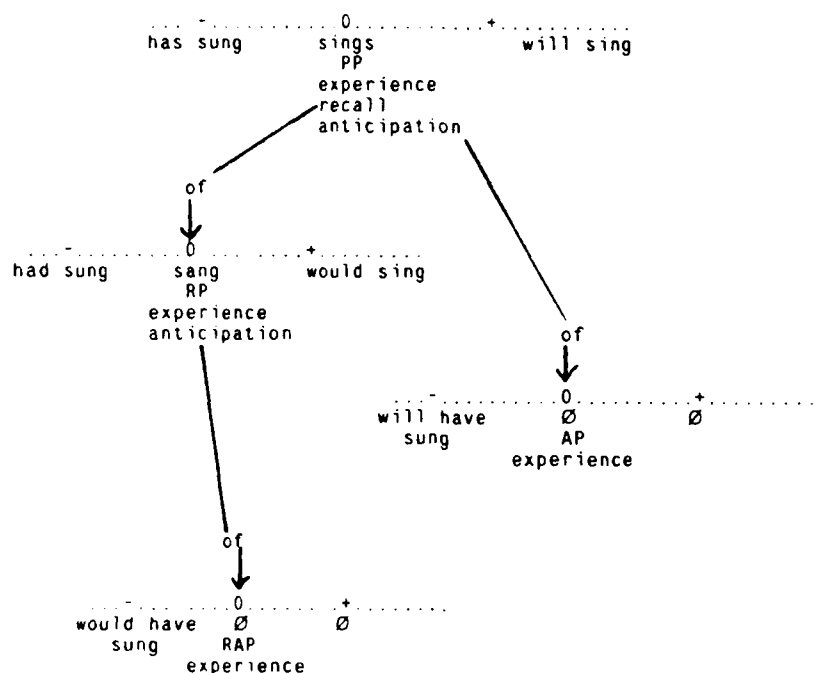 - 0 +
has sung sings will sing
PP
experience
recall
anticipation
of
- 0 +
had sung sang would sing
RP
experience
anticipation
of
- 0 +
will have Ø Ø
sung AP
experience
of
- 0 +
would have Ø Ø
sung RAP
experience